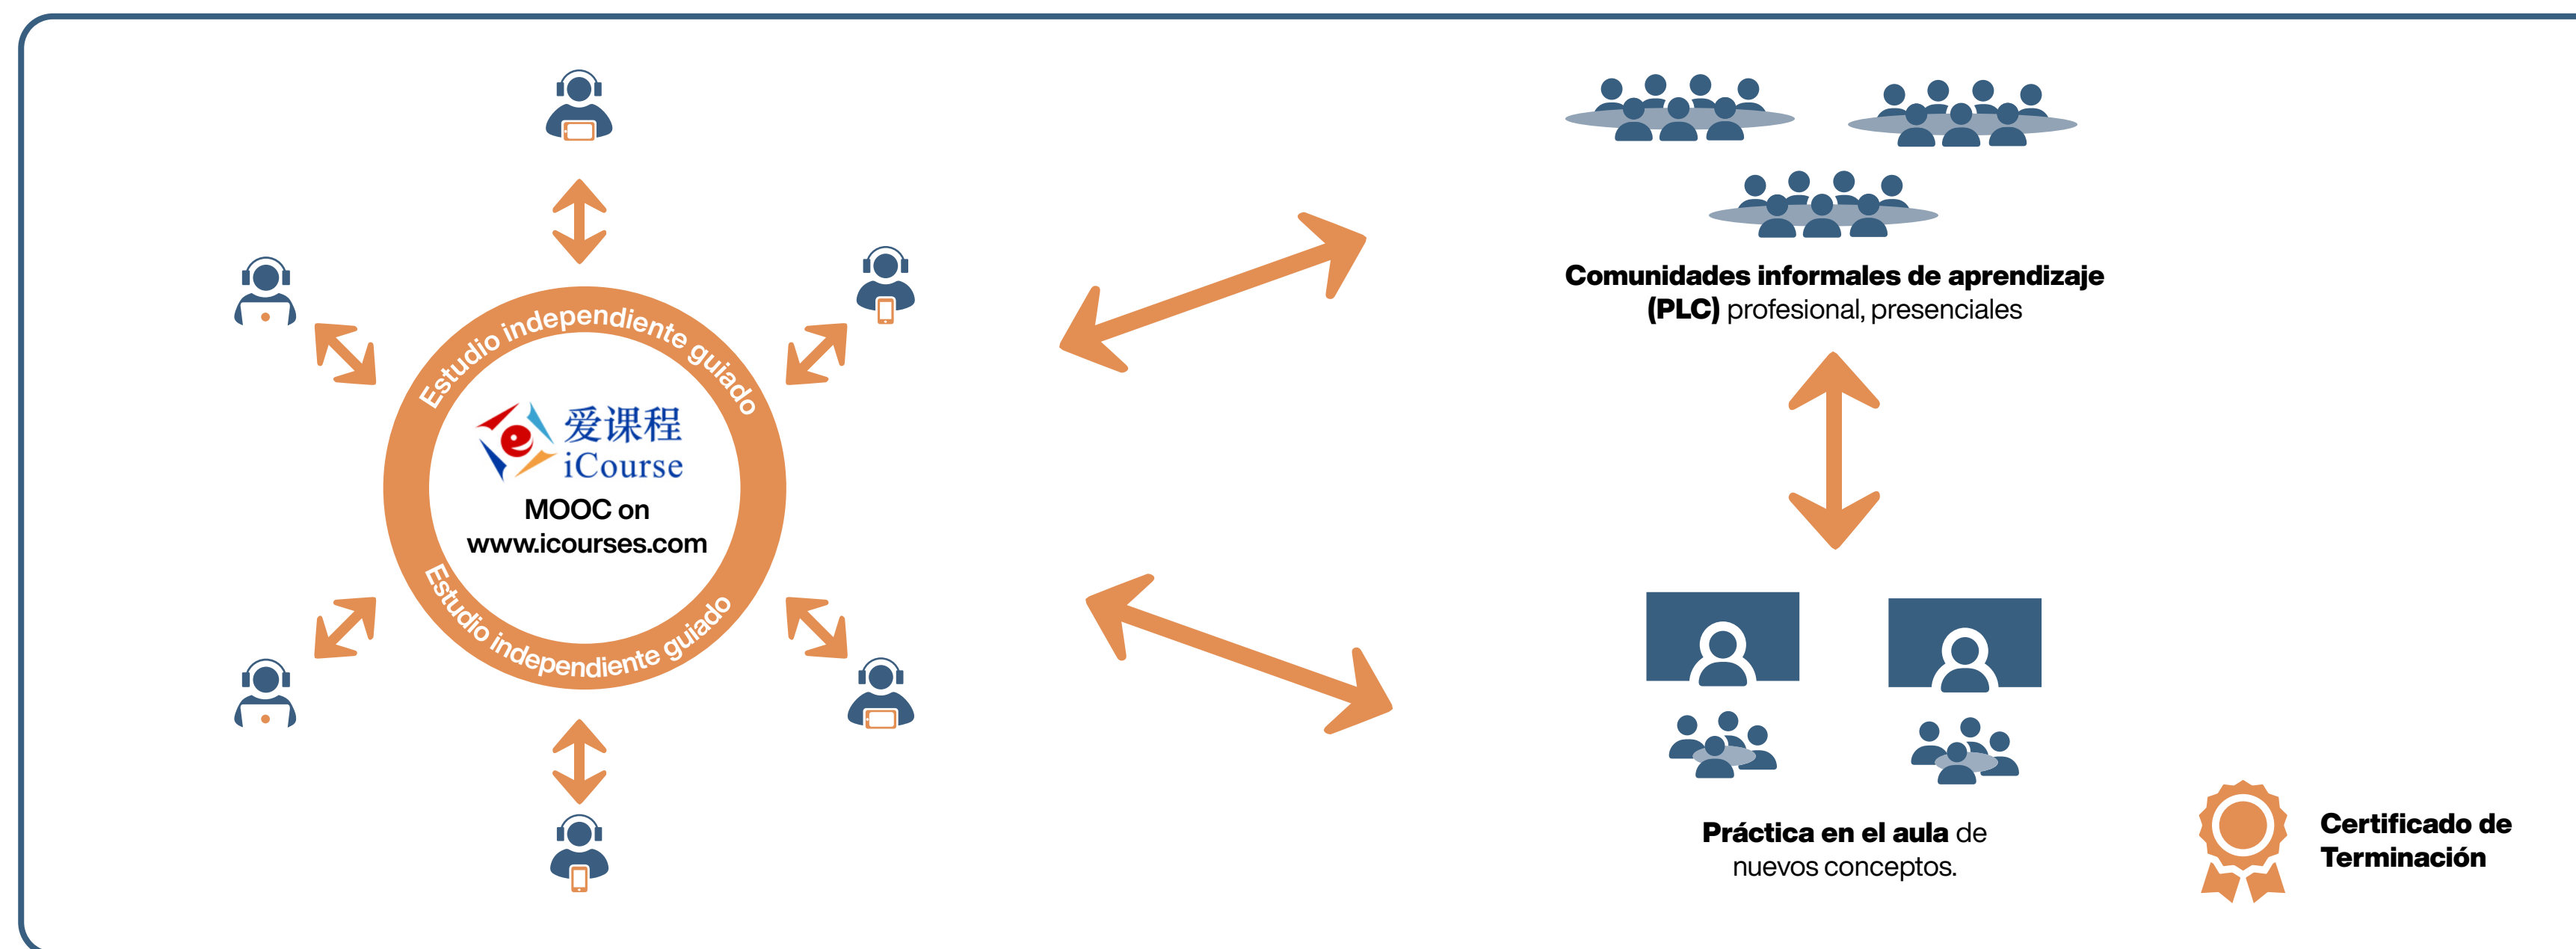 Estudio independiente guiado
爱课程
iCourse
MOOC on
www.icourses.com
Estudio independiente guiado
Comunidades informales de aprendizaje
(PLC) profesional, presenciales
Práctica en el aula de
nuevos conceptos.
Certificado de
Terminación